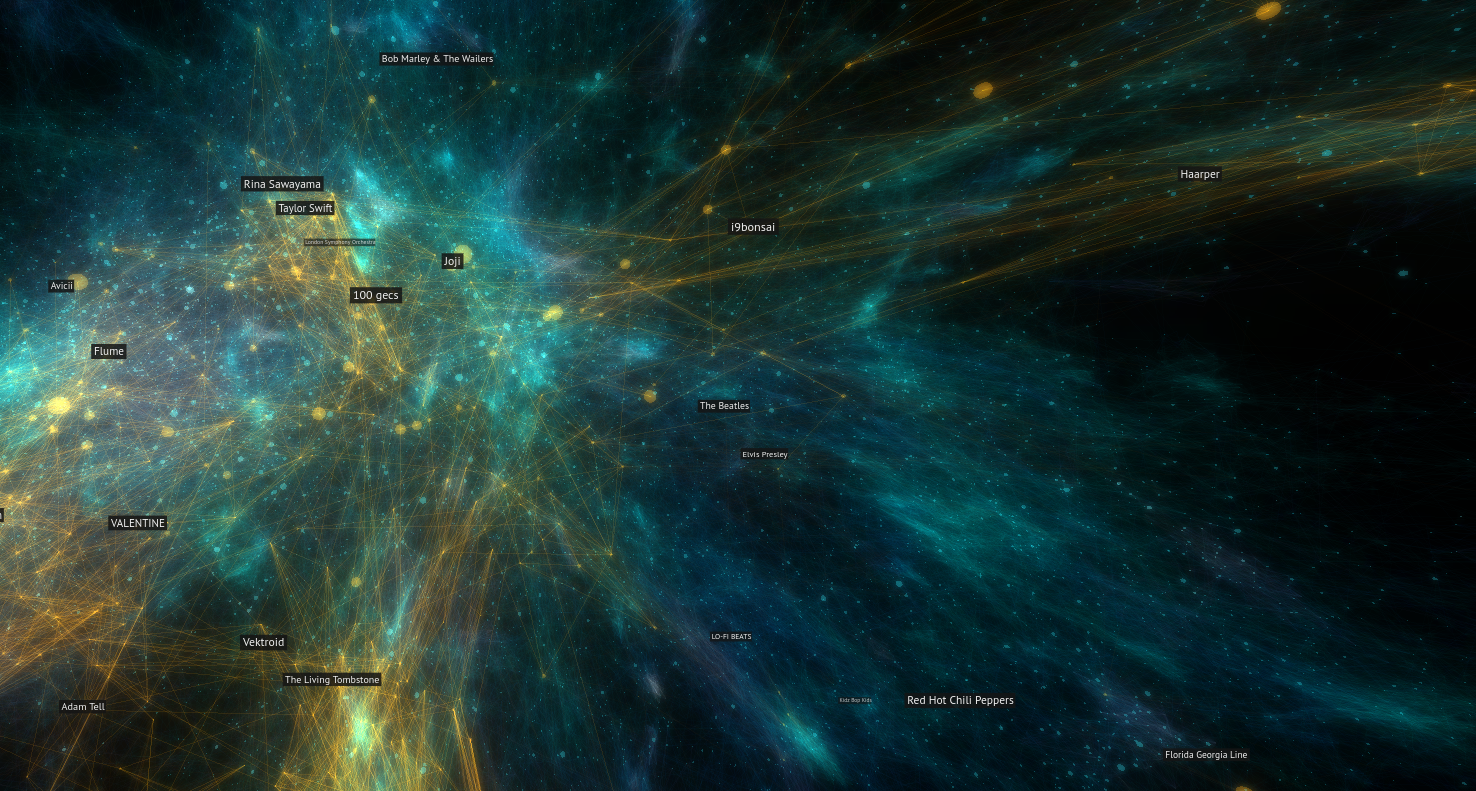 Bob Marley & The Wailers
Haarper
Rina Sawayama
Taylor Swift
i9bonsai
London Symphony Orchestra
Joji
Avicii
100 gecs
Flume
The Beatles
Elvis Presley
VALENTINE
LO-FI BEATS
Vektroid
The Living Tombstone
Kidz Bop Kids
Red Hot Chili Peppers
Adam Tell
Florida Georgia Line